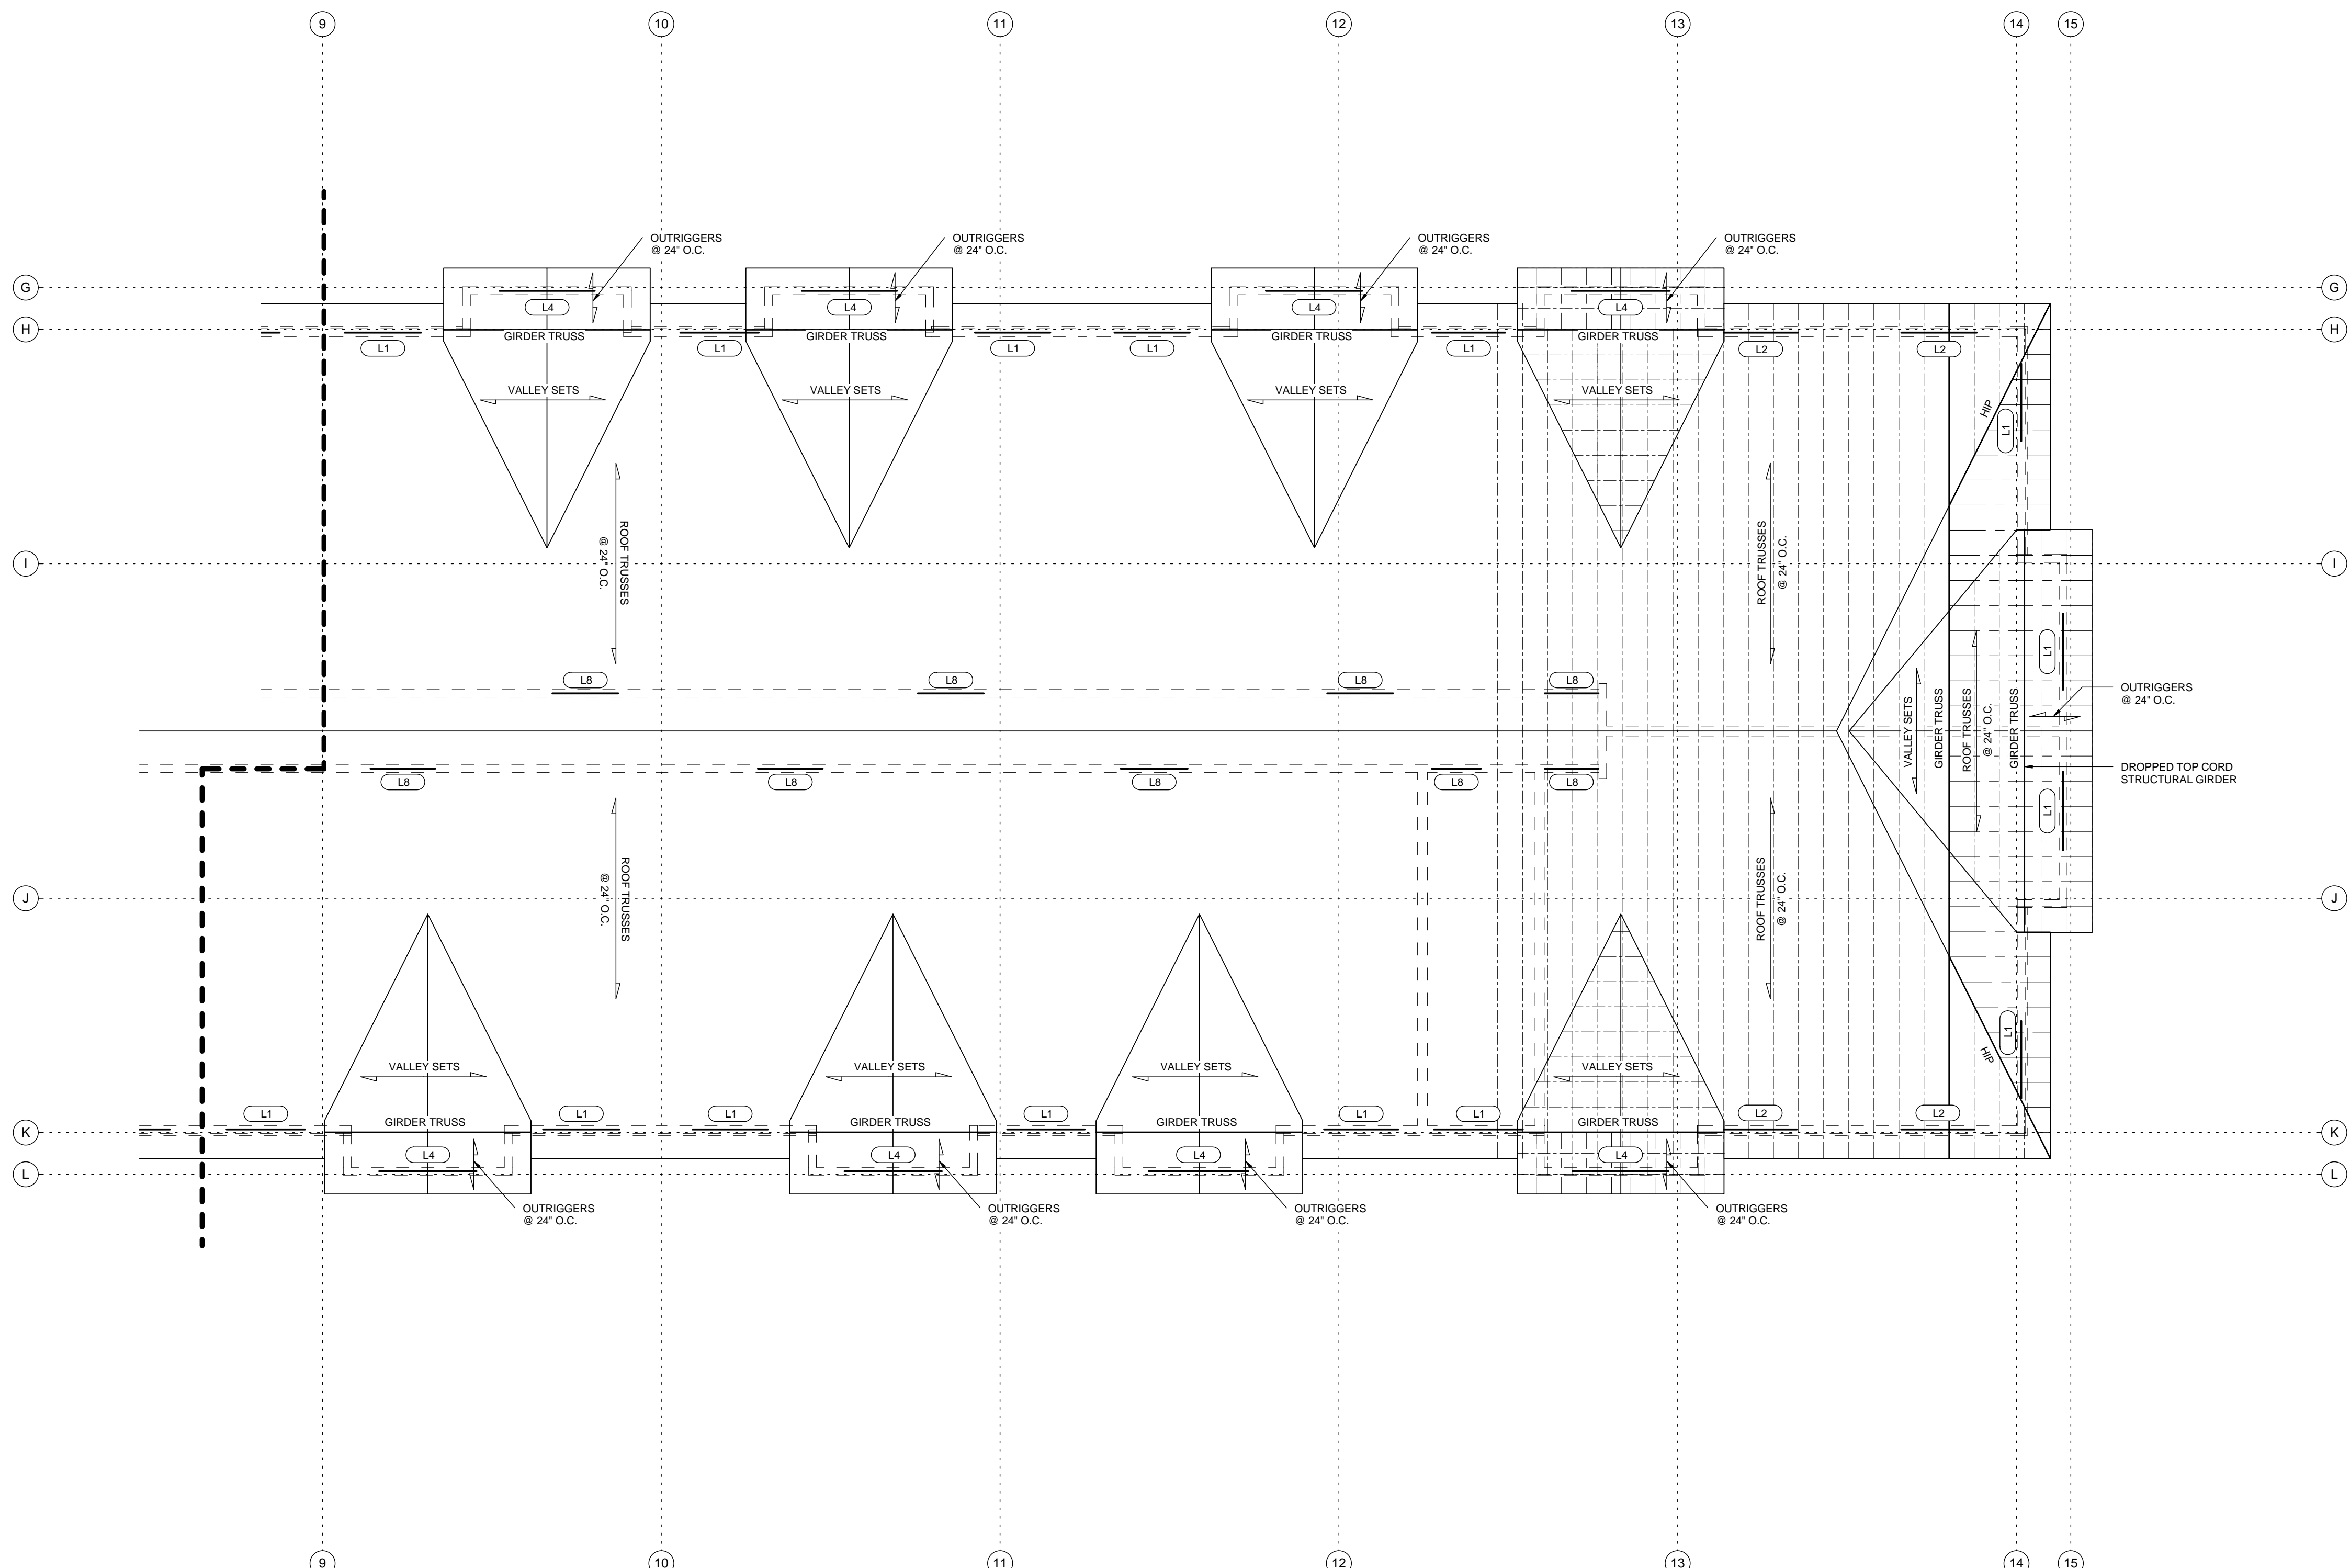 9
10
11
12
13
14
15
OUTRIGGERS
@ 24" O.C.
OUTRIGGERS
@ 24" O.C.
OUTRIGGERS
@ 24" O.C.
OUTRIGGERS
@ 24" O.C.
G
G
L4
L4
L4
L4
H
H
GIRDER TRUSS
GIRDER TRUSS
GIRDER TRUSS
GIRDER TRUSS
L1
L1
L1
L1
L1
L2
L2
VALLEY SETS
VALLEY SETS
VALLEY SETS
VALLEY SETS
HIP
L1
ROOF TRUSSES
@ 24" O.C.
ROOF TRUSSES
@ 24" O.C.
I
I
L8
L8
L8
L8
L1
OUTRIGGERS
@ 24" O.C.
VALLEY SETS
GIRDER TRUSS
ROOF TRUSSES
@ 24" O.C.
GIRDER TRUSS
DROPPED TOP CORD
STRUCTURAL GIRDER
L8
L8
L8
L8
L8
L1
ROOF TRUSSES
@ 24" O.C.
ROOF TRUSSES
@ 24" O.C.
J
J
L1
HIP
VALLEY SETS
VALLEY SETS
VALLEY SETS
VALLEY SETS
L1
L1
L1
L1
L1
L1
L2
L2
GIRDER TRUSS
GIRDER TRUSS
GIRDER TRUSS
GIRDER TRUSS
K
K
L4
L4
L4
L4
L
L
OUTRIGGERS
@ 24" O.C.
OUTRIGGERS
@ 24" O.C.
OUTRIGGERS
@ 24" O.C.
OUTRIGGERS
@ 24" O.C.
9
10
11
12
13
14
15